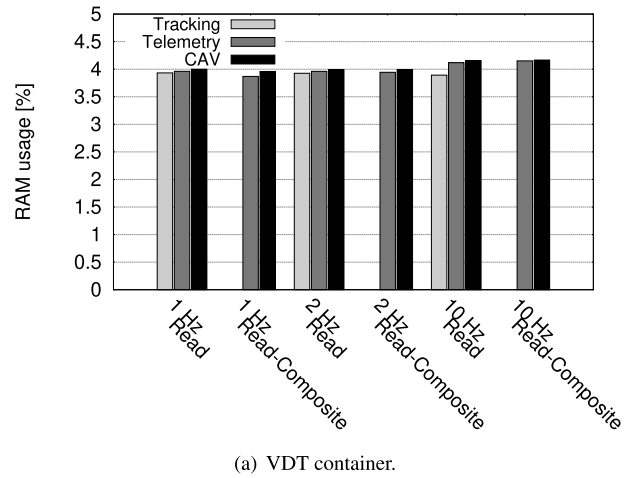 Tracking
Telemetry
CAV
RAM usage [%]
5
4.5
4
3.5
3
2.5
2
1.5
1
0.5
0
1 Hz
Read
1 Hz
Read-Composite
2 Hz
Read
2 Hz
Read-Composite
10 Hz
Read
10 Hz
Read-Composite
(a) VDT container.